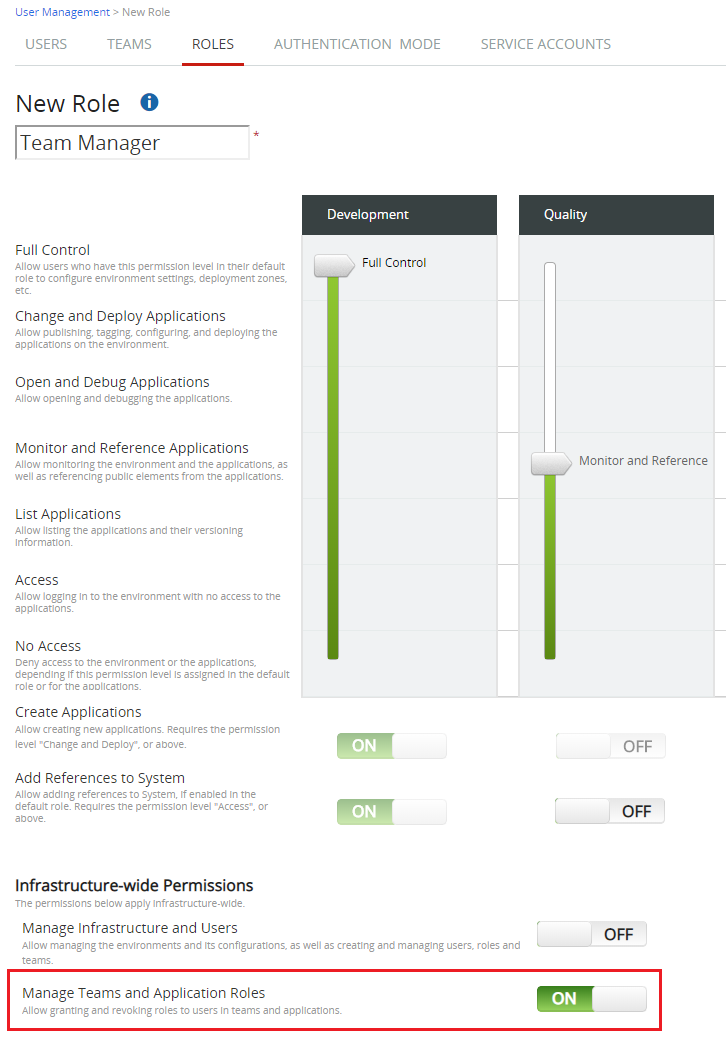 User Management > New Role
USERS TEAMS ROLES AUTHENTICATION MODE SERVICE ACCOUNTS
New Role i
Team Manager *
Development Quality
Full Control
Allow users who have this permission level in their default
role to configure environment settings, deployment zones,
etc.
Full Control
Change and Deploy Applications
Allow publishing, tagging, configuring, and deploying the
applications on the environment.
Open and Debug Applications
Allow opening and debugging the applications.
Monitor and Reference Applications
Allow monitoring the environment and the applications, as
well as referencing public elements from the applications.
Monitor and Reference
List Applications
Allow listing the applications and their versioning
information.
Access
Allow logging in to the environment with no access to the
applications.
No Access
Deny access to the environment or the applications,
depending if this permission level is assigned in the default
role or for the applications.
Create Applications
Allow creating new applications. Requires the permission
level "Change and Deploy", or above.
ON OFF
Add References to System
Allow adding references to System, if enabled in the
default role. Requires the permission level "Access", or
above.
ON OFF
Infrastructure-wide Permissions
The permissions below apply infrastructure-wide.
Manage Infrastructure and Users
Allow managing the environments and its configurations, as well as creating and managing users, roles and
teams.
OFF
Manage Teams and Application Roles
Allow granting and revoking roles to users in teams and applications.
ON